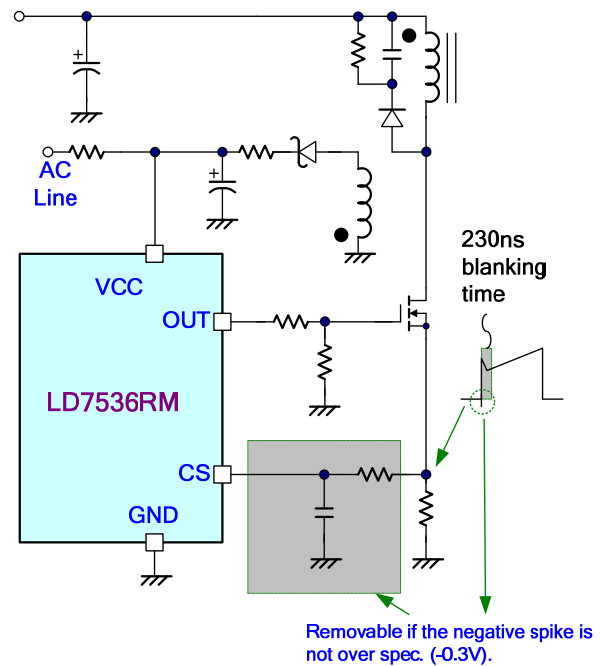 +
AC
Line
+
230ns
blanking
time
VCC
OUT
LD7536RM
CS
GND
Removable if the negative spike is
not over spec. (-0.3V).